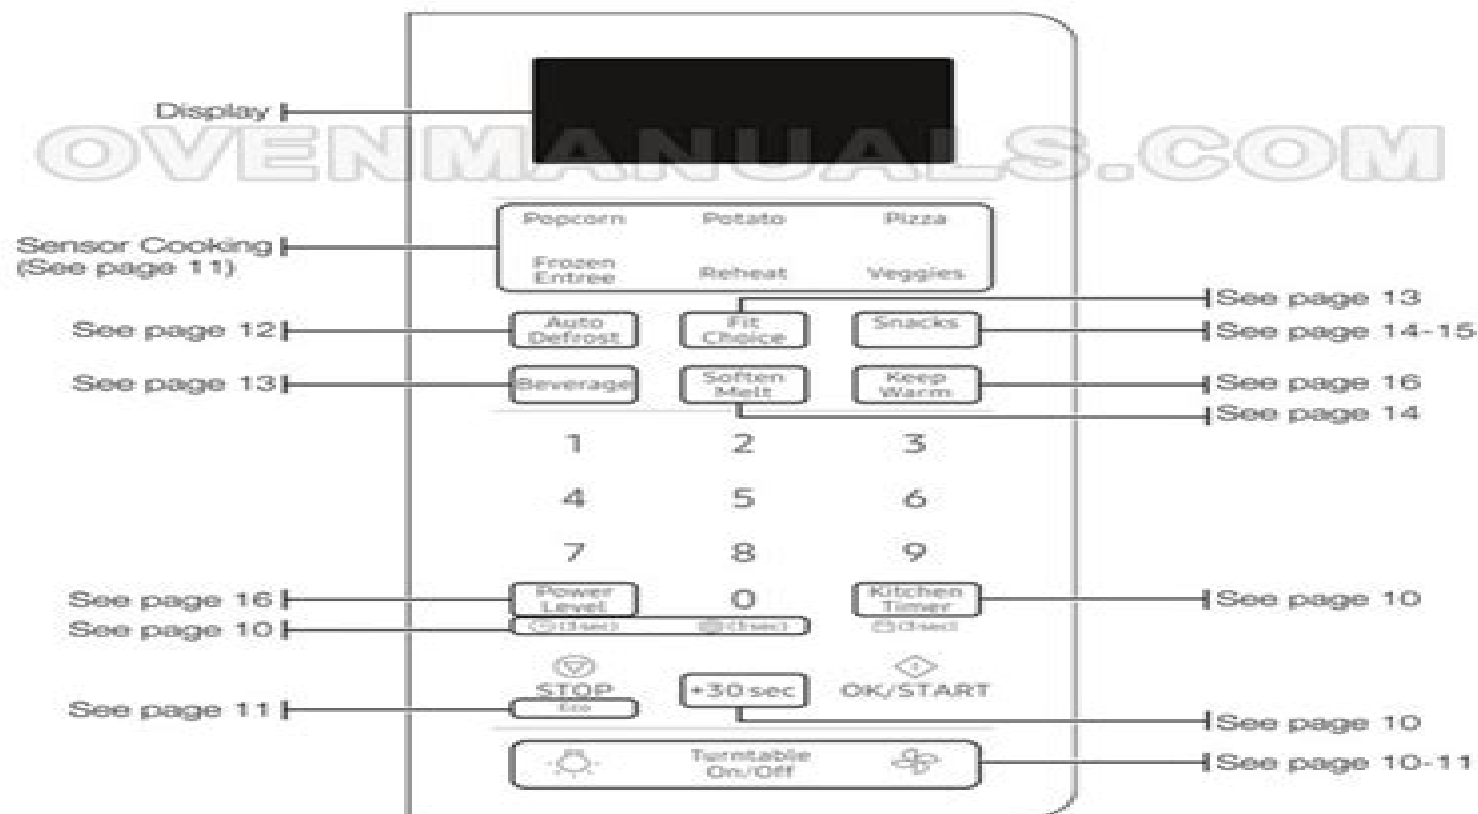 Display
OVENMANUALS.COM
Popcorn Potato Pizza
Sensor Cooking
(See page 11)
Frozen
Entree
Reheat Veggies
See page 13
See page 12
Auto
Defrost
Fit
Choice
Snacks
See page 14-15
See page 13
Beverage
Soften
Melt
Keep
Warm
See page 16
See page 14
1 2 3
4 5 6
7 8 9
See page 16
Power
Level
0
Kitchen
Timer
See page 10
See page 10
(3sec) (3sec) (3sec)
STOP +30 sec OK/START
See page 11
Eco
See page 10
Turntable
On/Off
See page 10-11